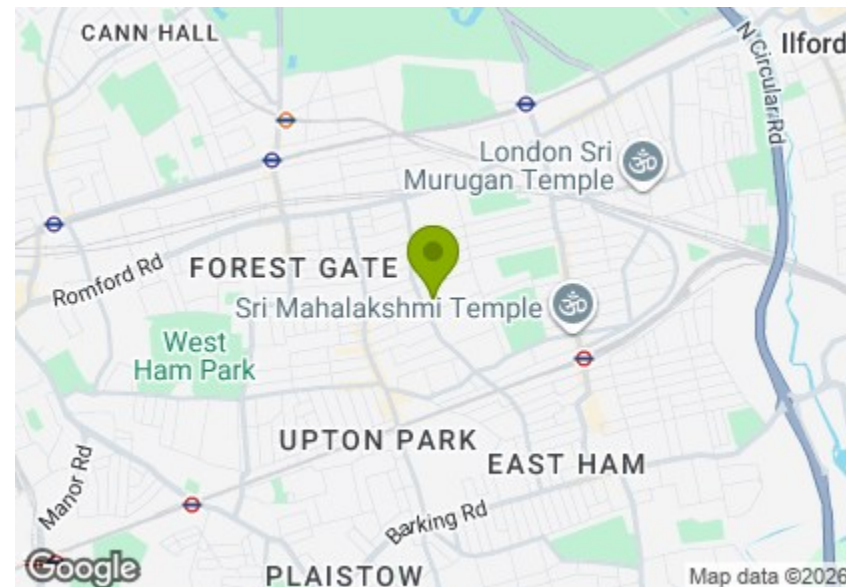 CANN HALL
N Circular Rd
Ilford
London Sri
Murugan Temple
Romford Rd
FOREST GATE
Sri Mahalakshmi Temple
West
Ham Park
UPTON PARK
EAST HAM
Manor Rd
Barking Rd
PLAISTOW
Google
Map data ©2026